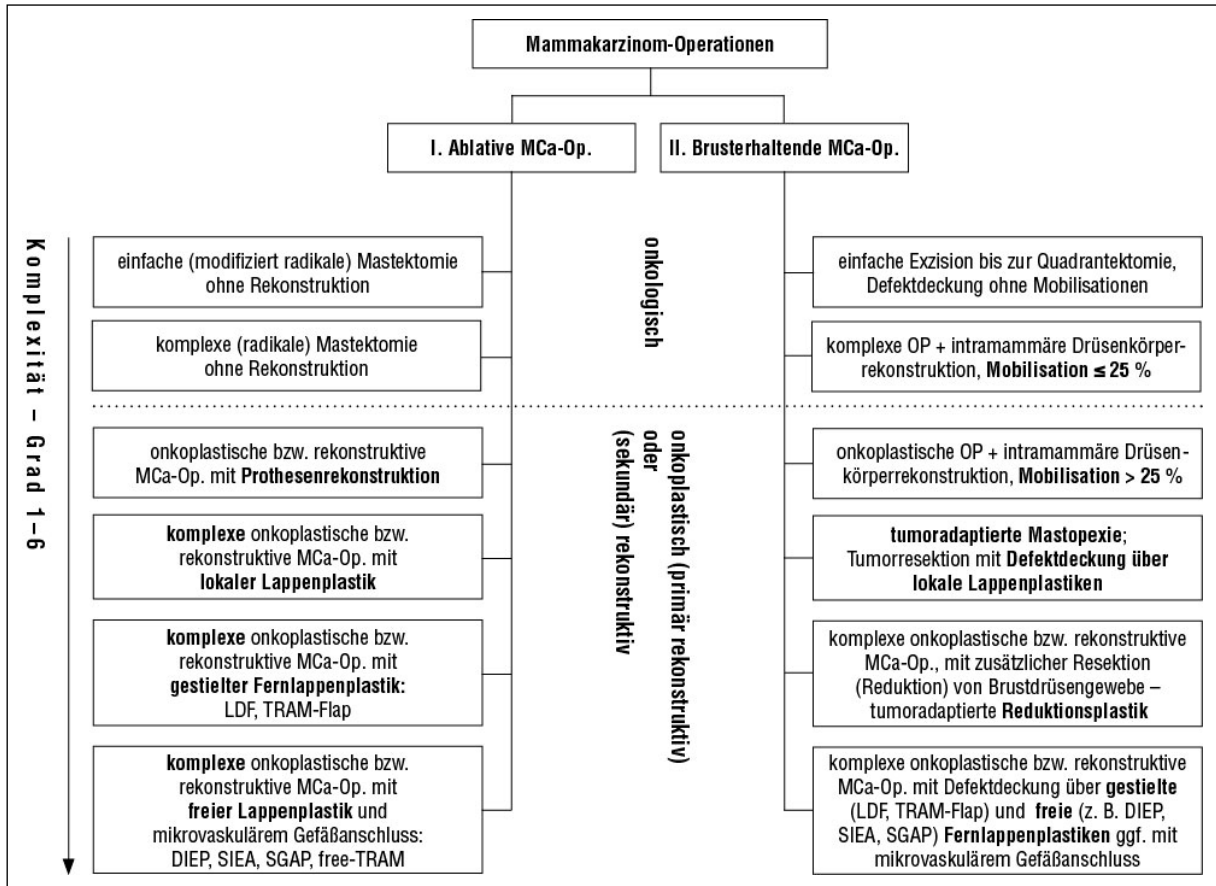 Mammakarzinom-Operationen
I. Ablative MCa-Op.
II. Brusterhaltende MCa-Op.
Komplexität – Grad 1–6
einfache (modifiziert radikale) Mastektomie
ohne Rekonstruktion
komplexe (radikale) Mastektomie
ohne Rekonstruktion
onkoplastische bzw. rekonstruktive
MCa-Op. mit Prothesenrekonstruktion
komplexe onkoplastische bzw.
rekonstruktive MCa-Op. mit
lokaler Lappenplastik
komplexe onkoplastische bzw.
rekonstruktive MCa-Op. mit
gestielter Fernlappenplastik:
LDF, TRAM-Flap
komplexe onkoplastische bzw.
rekonstruktive MCa-Op. mit
freier Lappenplastik und
mikrovaskulärem Gefäßanschluss:
DIEP, SIEA, SGAP, free-TRAM
onkologisch
onkoplastisch (primär rekonstruktiv)
oder
(sekundär) rekonstruktiv
einfache Exzision bis zur Quadrantektomie,
Defektdeckung ohne Mobilisationen
komplexe OP + intramammäre Drüsenkörper-
rekonstruktion, Mobilisation ≤ 25 %
onkoplastische OP + intramammäre Drüsen-
körperrekonstruktion, Mobilisation > 25 %
tumoradaptierte Mastopexie;
Tumorresektion mit Defektdeckung über
lokale Lappenplastiken
komplexe onkoplastische bzw. rekonstruktive
MCa-Op., mit zusätzlicher Resektion
(Reduktion) von Brustdrüsengewebe –
tumoradaptierte Reduktionsplastik
komplexe onkoplastische bzw. rekonstruktive
MCa-Op. mit Defektdeckung über gestielte
(LDF, TRAM-Flap) und freie (z. B. DIEP,
SIEA, SGAP) Fernlappenplastiken ggf. mit
mikrovaskulärem Gefäßanschluss